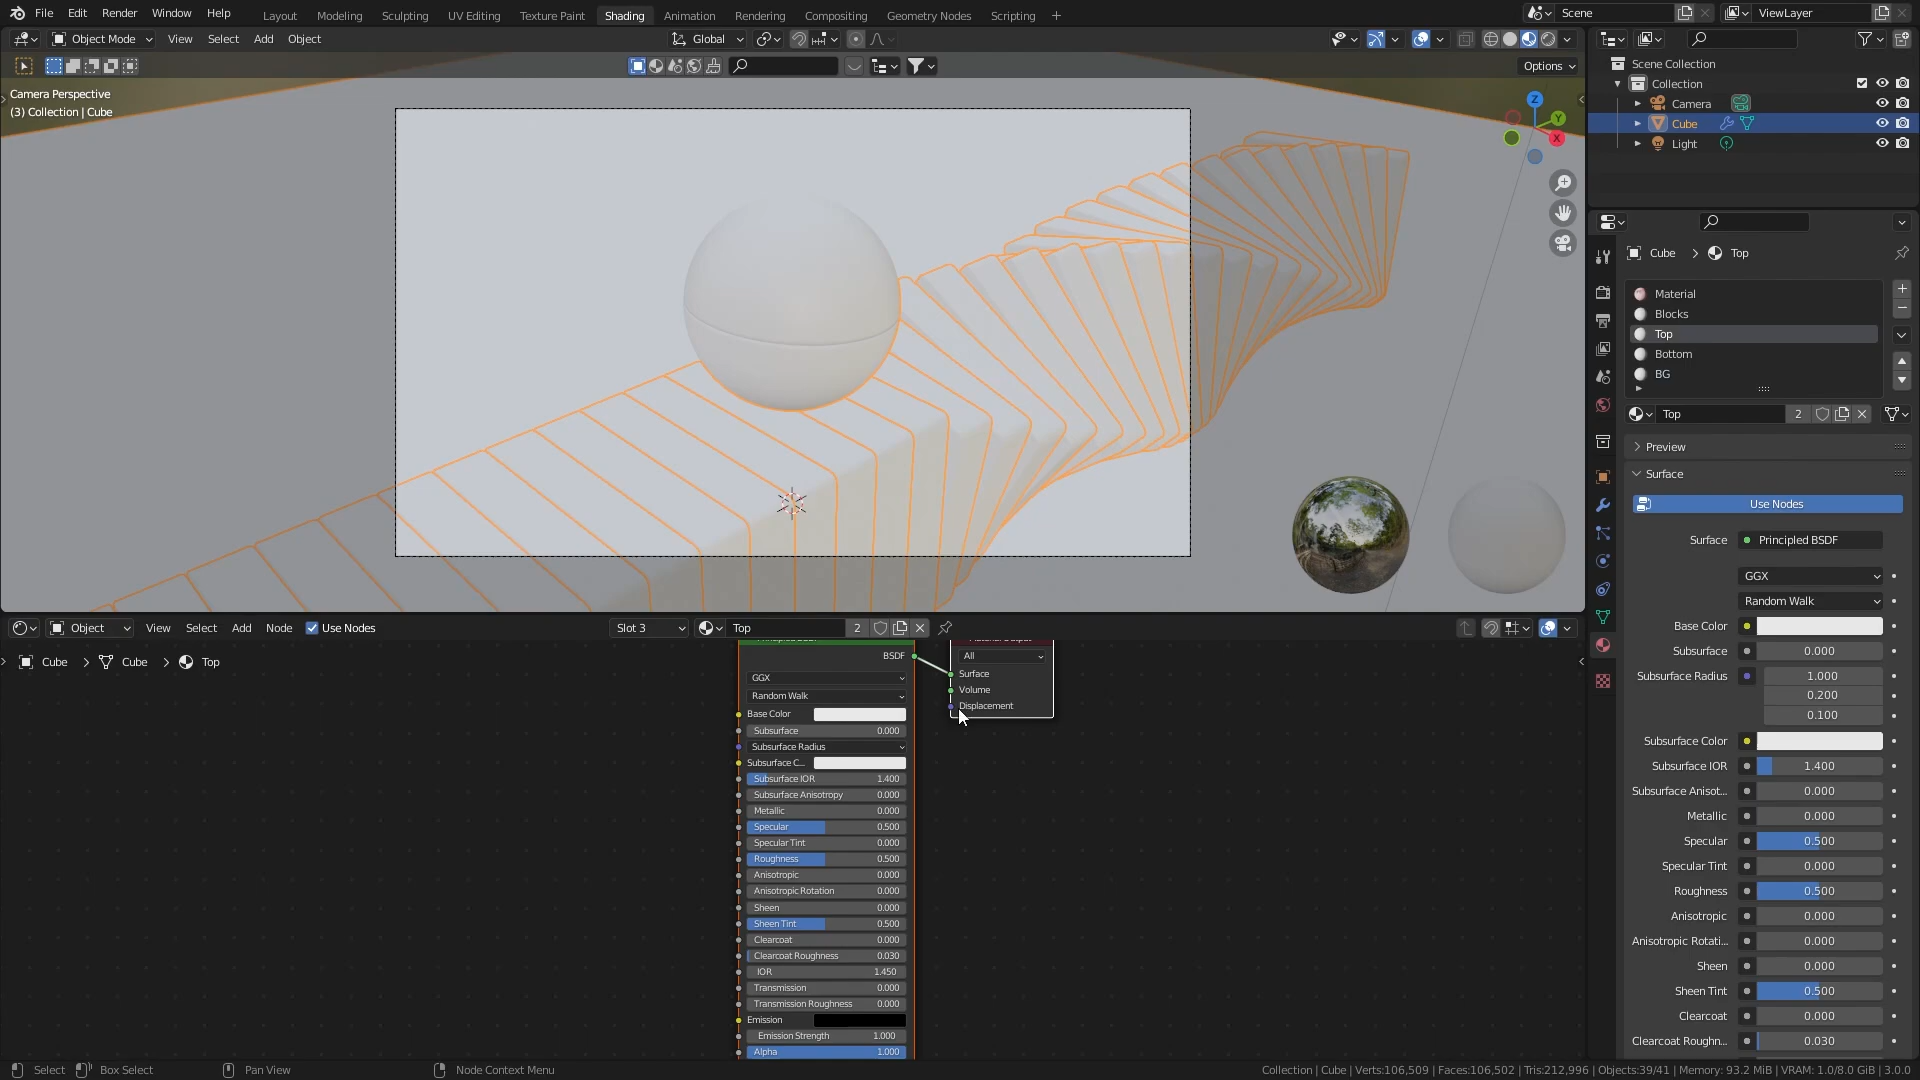 File Edit Render Window Help Layout Modeling Sculpting UV Editing Texture Paint Shading Animation Rendering Compositing Geometry Nodes Scripting + Scene ViewLayer
Object Mode View Select Add Object Global
Options
Camera Perspective
(3) Collection | Cube
Z
Y
X
Scene Collection
Collection
Camera
Cube
Light
Cube > Top
Material
Blocks
Top
Bottom
BG
Top 2
Preview
Surface
Use Nodes
Surface Principled BSDF
GGX
Random Walk
Base Color
Subsurface 0.000
Subsurface Radius 1.000
0.200
0.100
Subsurface Color
Subsurface IOR 1.400
Subsurface Anisot... 0.000
Metallic 0.000
Specular 0.500
Specular Tint 0.000
Roughness 0.500
Anisotropic 0.000
Anisotropic Rotati... 0.000
Sheen 0.000
Sheen Tint 0.500
Clearcoat 0.000
Clearcoat Roughn... 0.030
Object View Select Add Node Use Nodes Slot 3 Top 2
Cube > Cube > Top
BSDF
GGX
Random Walk
Base Color
Subsurface 0.000
Subsurface Radius
Subsurface C...
Subsurface IOR 1.400
Subsurface Anisotropy 0.000
Metallic 0.000
Specular 0.500
Specular Tint 0.000
Roughness 0.500
Anisotropic 0.000
Anisotropic Rotation 0.000
Sheen 0.000
Sheen Tint 0.500
Clearcoat 0.000
Clearcoat Roughness 0.030
IOR 1.450
Transmission 0.000
Transmission Roughness 0.000
Emission
Emission Strength 1.000
Alpha 1.000
All
Surface
Volume
Displacement
Select Box Select Pan View Node Context Menu Collection | Cube | Verts:106,509 | Faces:106,502 | Tris:212,996 | Objects:39/41 | Memory: 93.2 MiB | VRAM: 1.0/8.0 GiB | 3.0.0